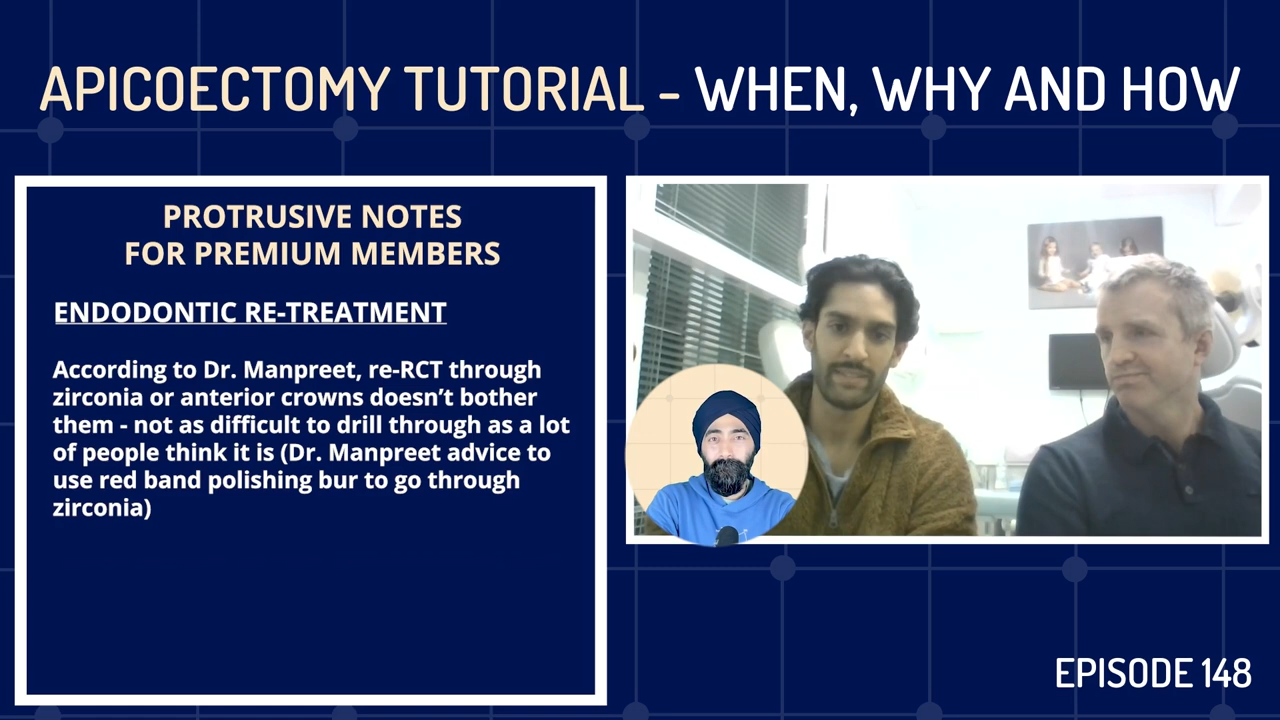 APICOECTOMY TUTORIAL - WHEN, WHY AND HOW
PROTRUSIVE NOTES
FOR PREMIUM MEMBERS
ENDODONTIC RE-TREATMENT
According to Dr. Manpreet, re-RCT through
zirconia or anterior crowns doesn’t bother
them - not as difficult to drill through as a lot
of people think it is (Dr. Manpreet advice to
use red band polishing bur to go through
zirconia)
EPISODE 148